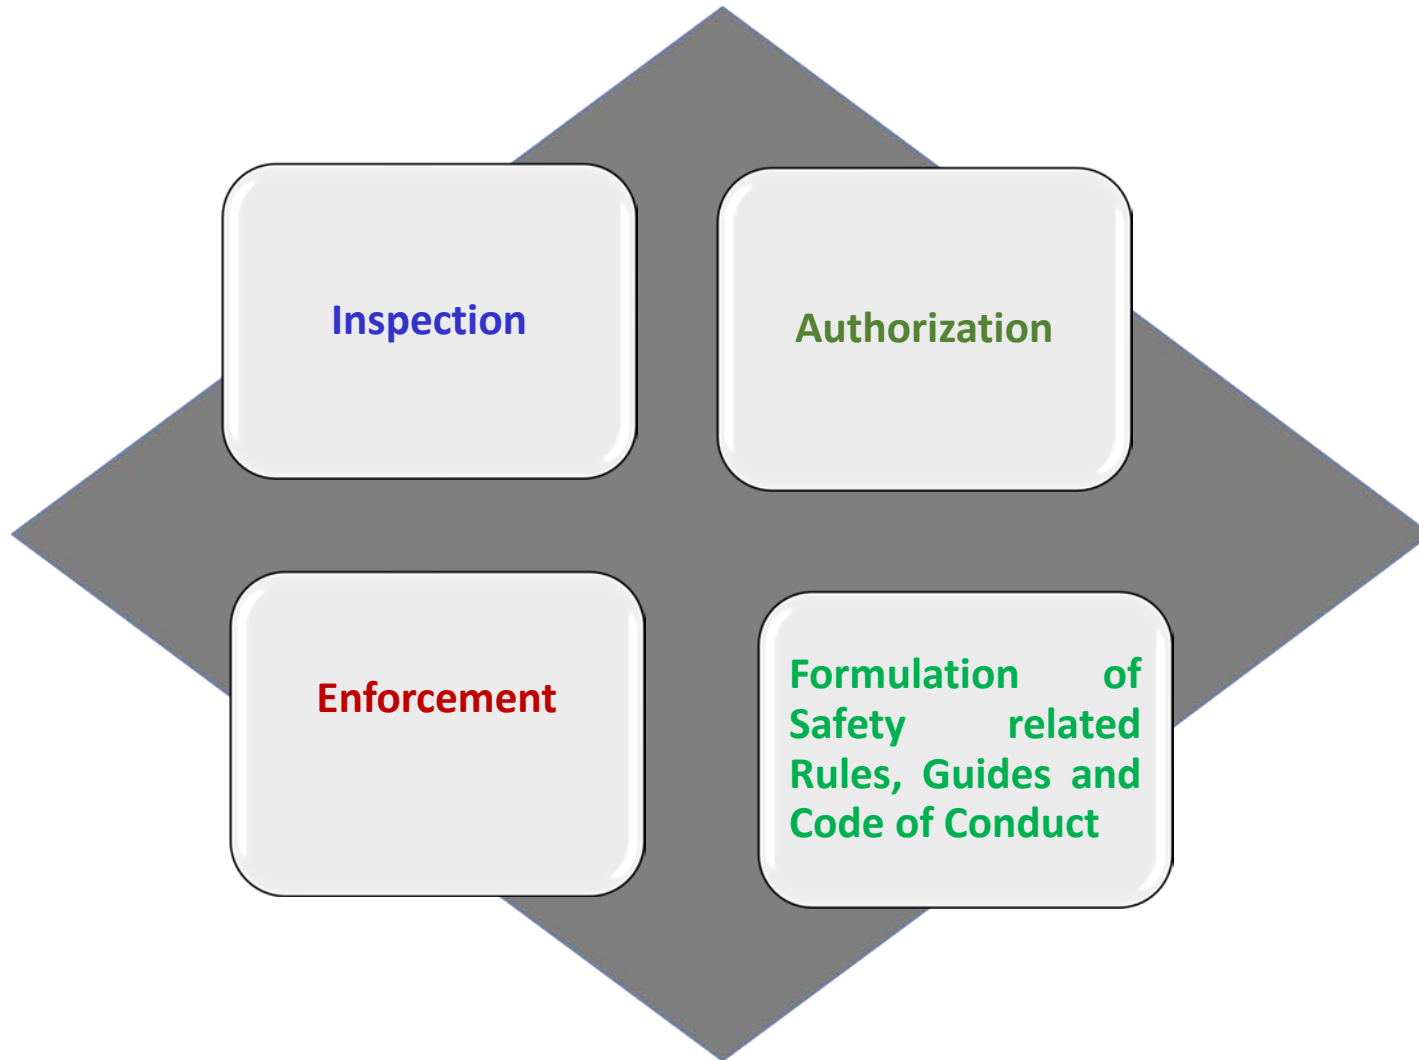 Inspection
Authorization
Enforcement
Formulation of
Safety related
Rules, Guides and
Code of Conduct